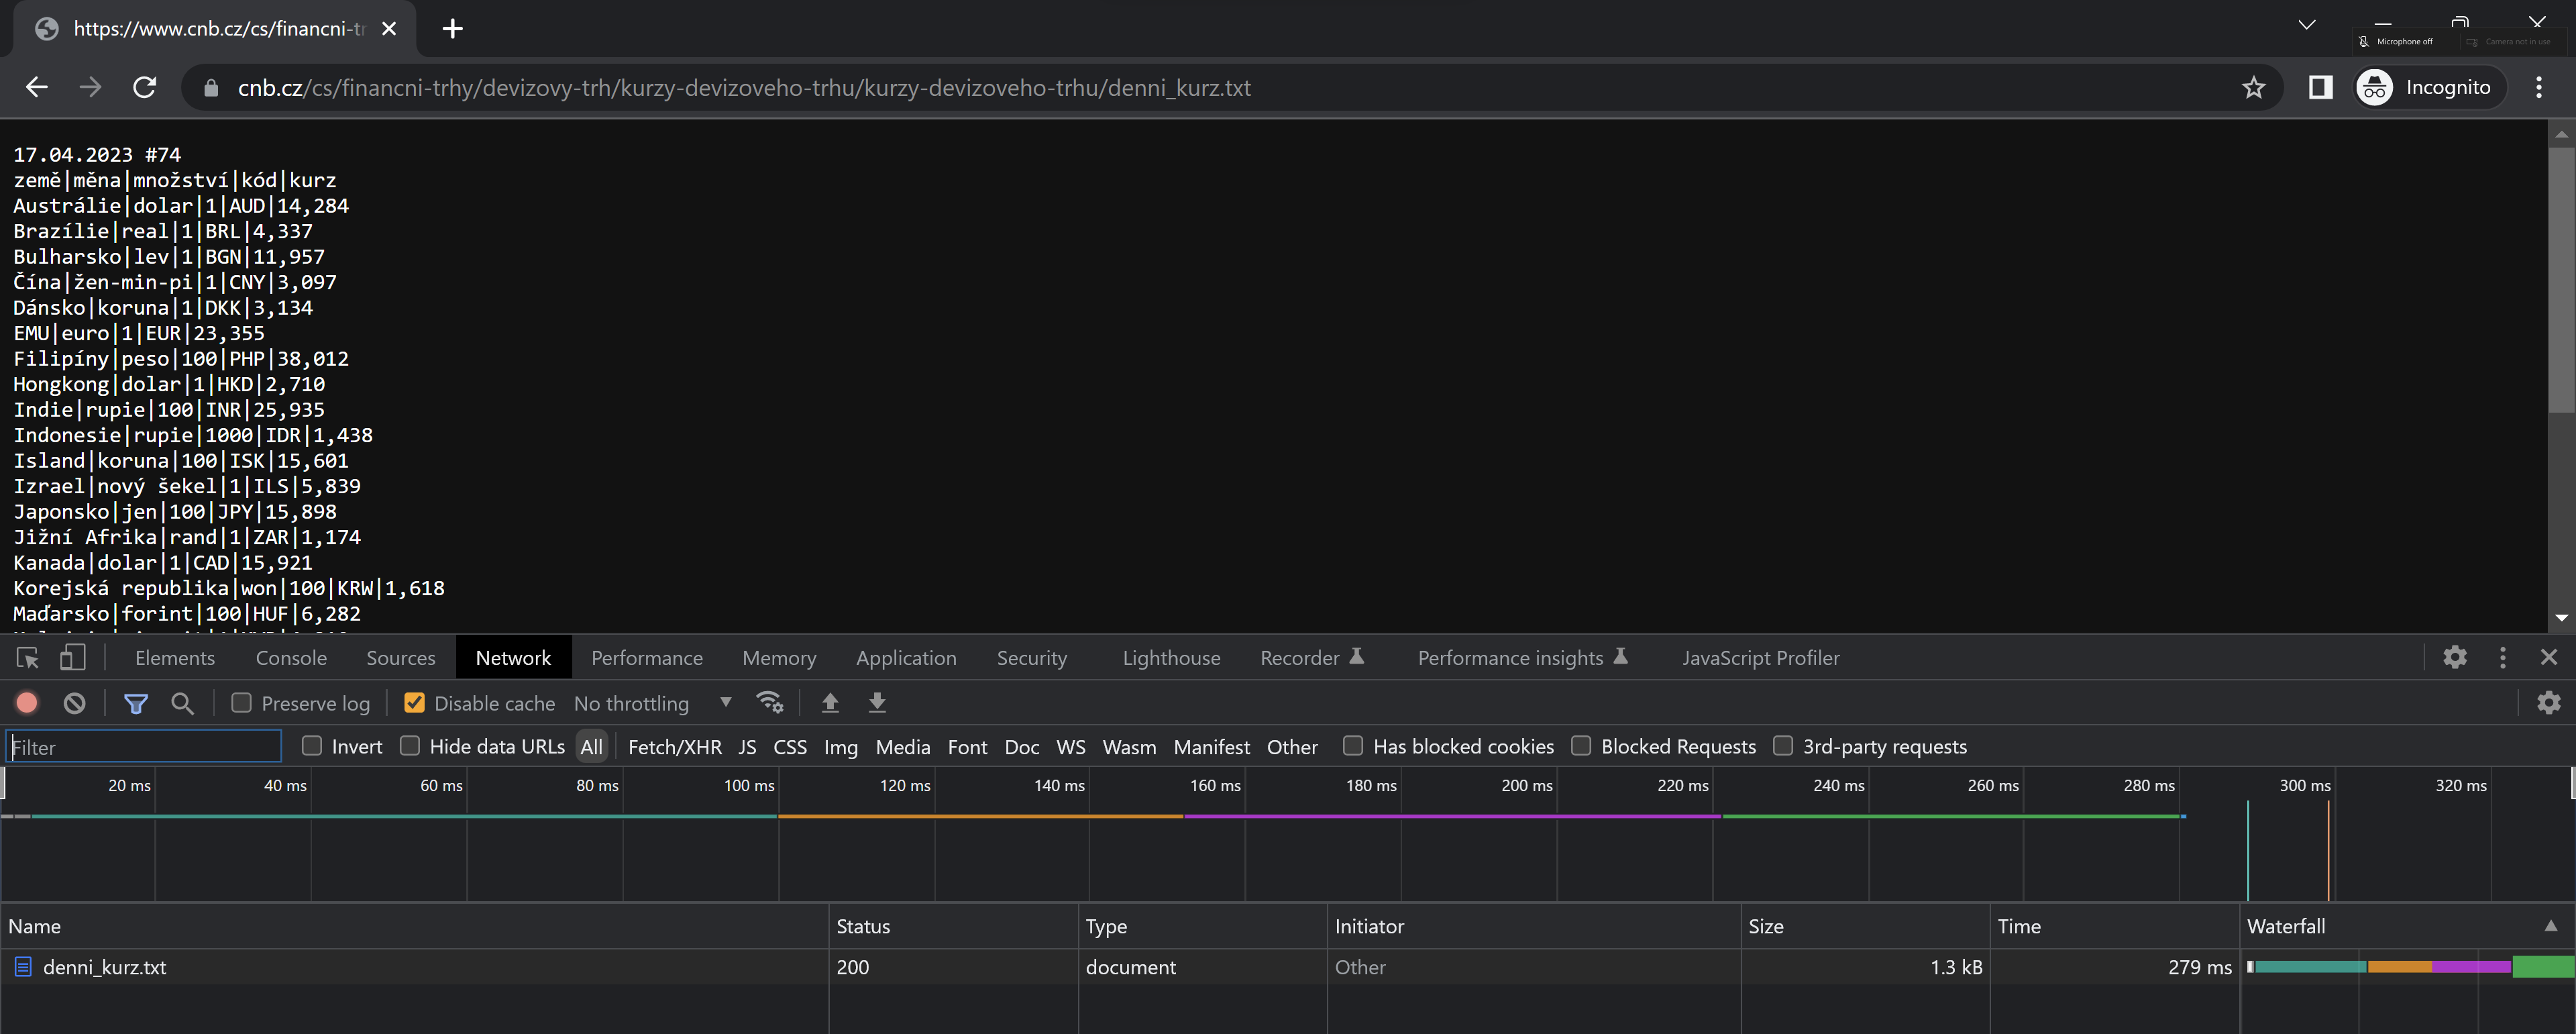 https://www.cnb.cz/cs/financni-tr
Microphone off
Camera not in use
cnb.cz/cs/financni-trhy/devizovy-trh/kurzy-devizoveho-trhu/kurzy-devizoveho-trhu/denni_kurz.txt
Incognito
17.04.2023 #74
země|měna|množství|kód|kurz
Austrálie|dolar|1|AUD|14,284
Brazílie|real|1|BRL|4,337
Bulharsko|lev|1|BGN|11,957
Čína|žen-min-pi|1|CNY|3,097
Dánsko|koruna|1|DKK|3,134
EMU|euro|1|EUR|23,355
Filipíny|peso|100|PHP|38,012
Hongkong|dolar|1|HKD|2,710
Indie|rupie|100|INR|25,935
Indonesie|rupie|1000|IDR|1,438
Island|koruna|100|ISK|15,601
Izrael|nový šekel|1|ILS|5,839
Japonsko|jen|100|JPY|15,898
Jižní Afrika|rand|1|ZAR|1,174
Kanada|dolar|1|CAD|15,921
Korejská republika|won|100|KRW|1,618
Maďarsko|forint|100|HUF|6,282
Elements Console Sources Network Performance Memory Application Security Lighthouse Recorder Performance insights JavaScript Profiler
Preserve log Disable cache No throttling
Filter Invert Hide data URLs All Fetch/XHR JS CSS Img Media Font Doc WS Wasm Manifest Other Has blocked cookies Blocked Requests 3rd-party requests
20 ms 40 ms 60 ms 80 ms 100 ms 120 ms 140 ms 160 ms 180 ms 200 ms 220 ms 240 ms 260 ms 280 ms 300 ms 320 ms
Name Status Type Initiator Size Time Waterfall
denni_kurz.txt 200 document Other 1.3 kB 279 ms